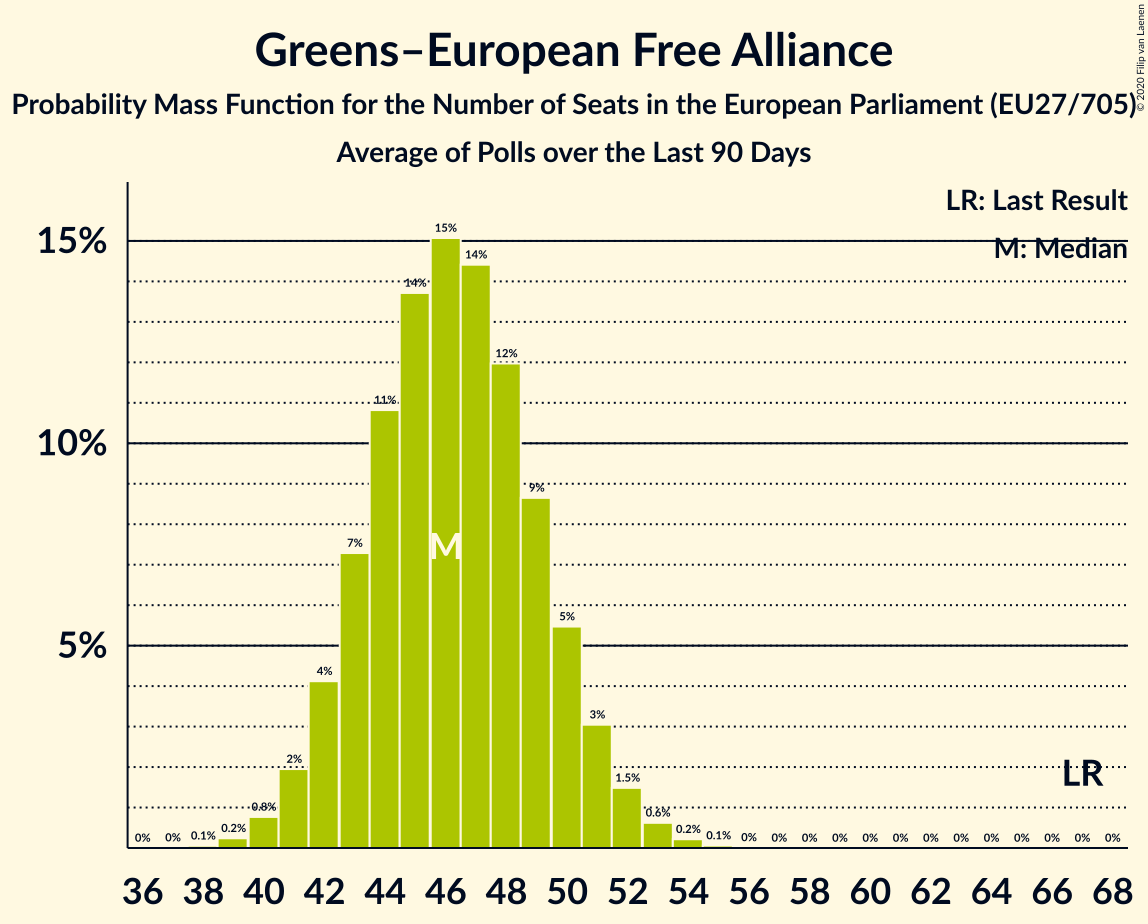 Greens–European Free Alliance
Probability Mass Function for the Number of Seats in the European Parliament (EU27/705)
Average of Polls over the Last 90 Days
© 2020 Filip van Laenen
LR: Last Result
M: Median
15%
10%
5%
0% 0% 0.1% 0.2% 0.8% 2% 4% 7% 11% 14% 15% 14% 12% 9% 5% 3% 1.5% 0.6% 0.2% 0.1% 0% 0% 0% 0% 0% 0% 0% 0% 0% 0% 0% 0% 0%
M
LR
36 38 40 42 44 46 48 50 52 54 56 58 60 62 64 66 68